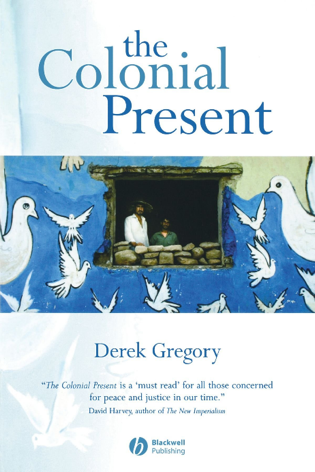 the
Colonial
Present
Derek Gregory
“The Colonial Present is a ‘must read’ for all those concerned
for peace and justice in our time.”
David Harvey, author of The New Imperialism
Blackwell
Publishing